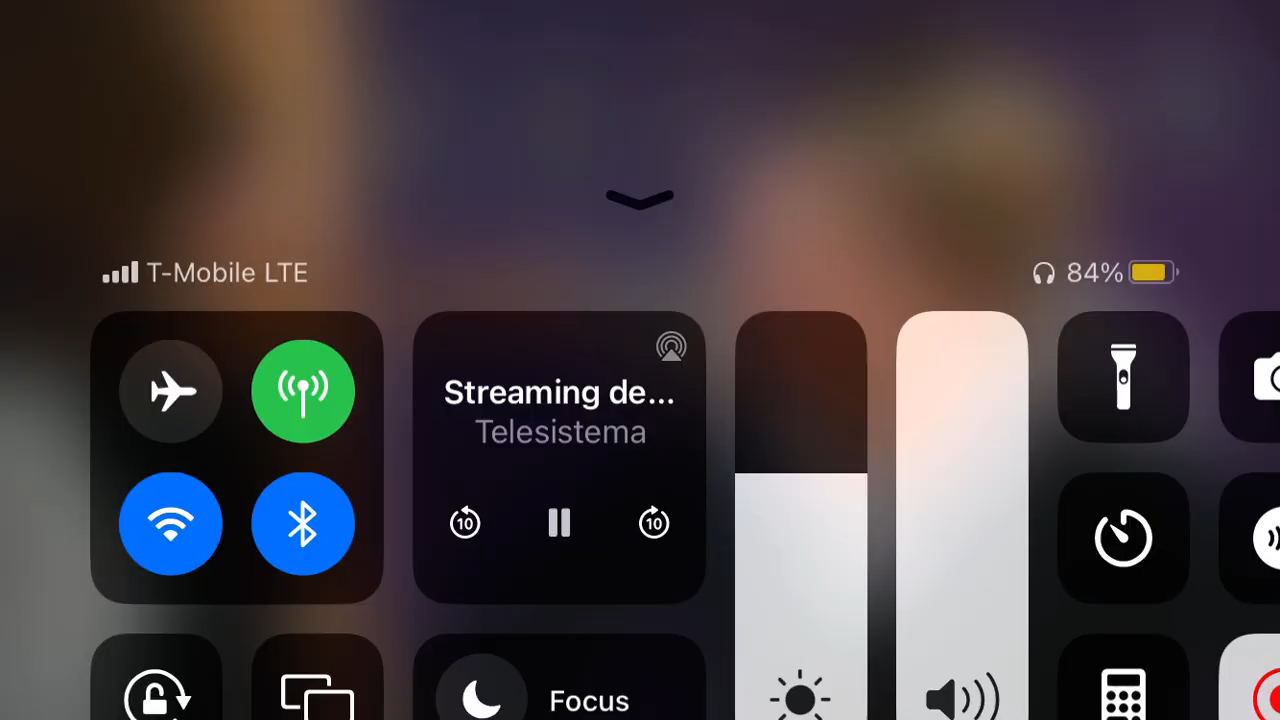 T-Mobile LTE
84%
Streaming de...
Telesistema
10
10
Focus